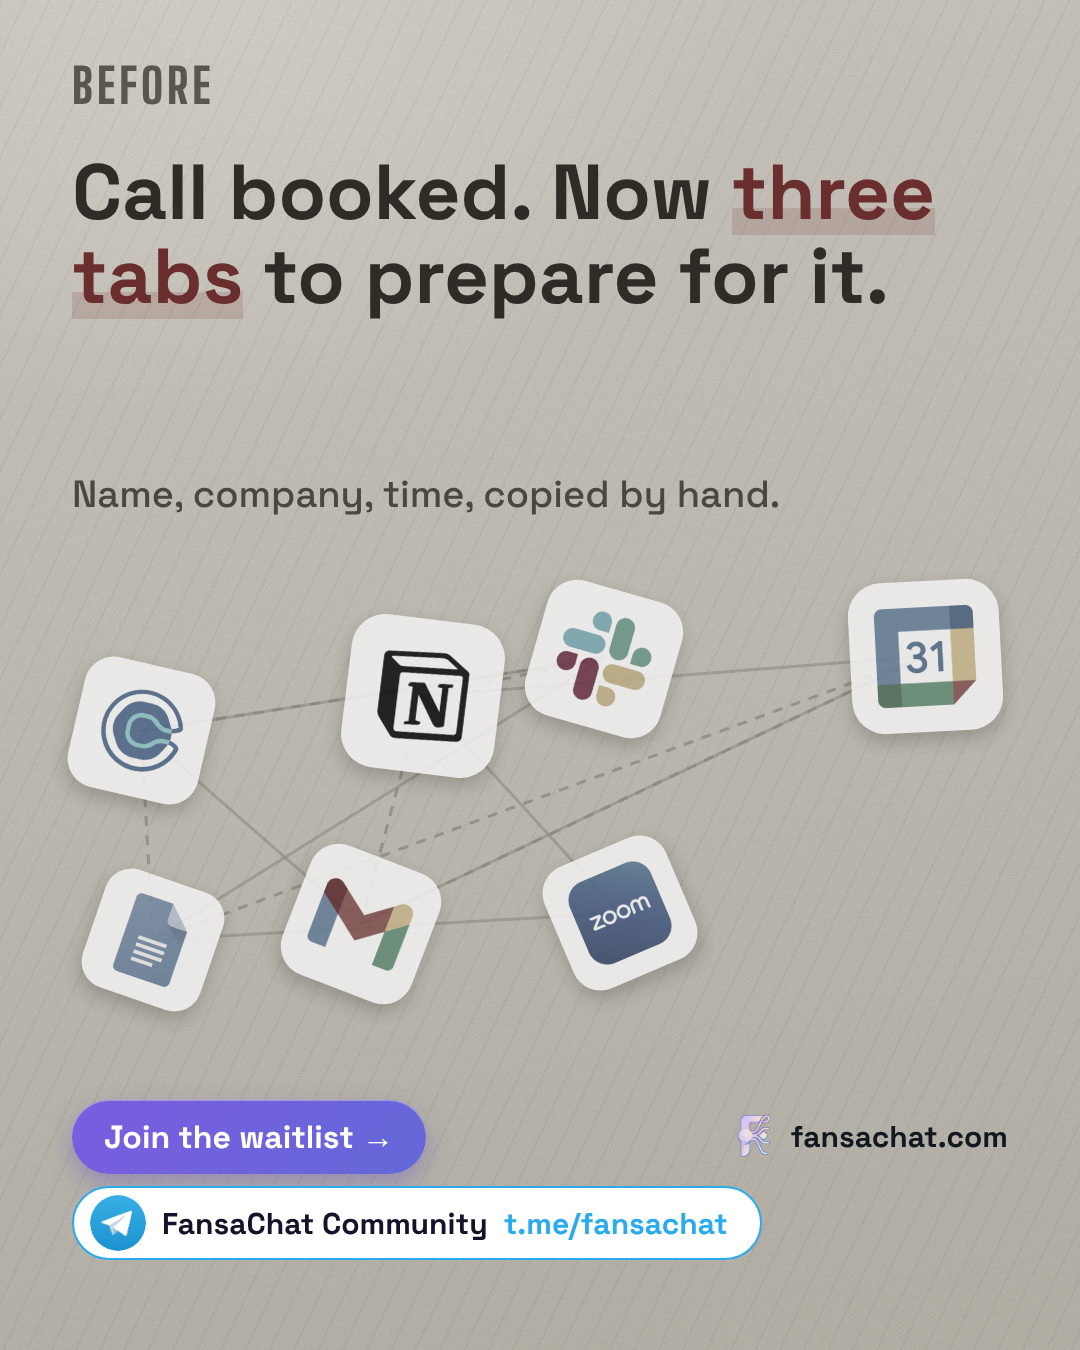 BEFORE
Call booked. Now three
tabs to prepare for it.
Name, company, time, copied by hand.
N
31
zoom
Join the waitlist →
fansachat.com
FansaChat Community t.me/fansachat